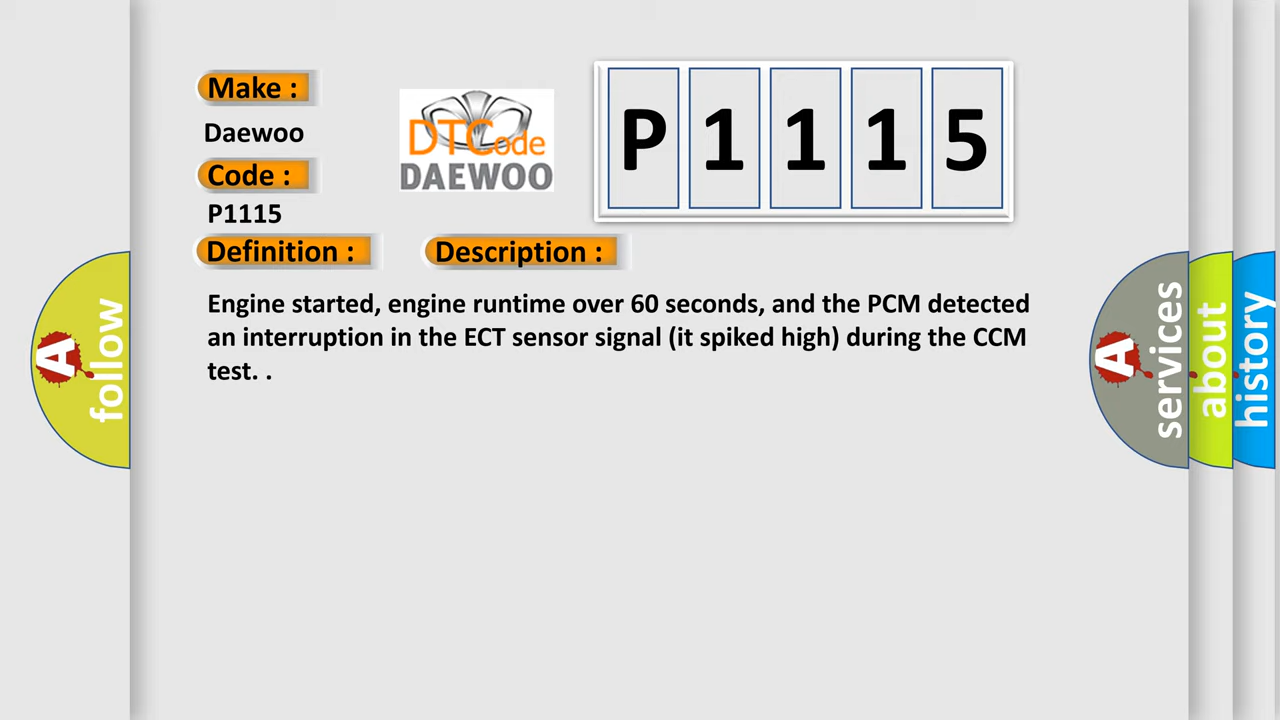 Make :
Daewoo
Code :
P1115
DTCode
DAEWOO
P 1 1 1 5
Definition :
Description :
Engine started, engine runtime over 60 seconds, and the PCM detected
an interruption in the ECT sensor signal (it spiked high) during the CCM
test. .
A follow
A services
about
history